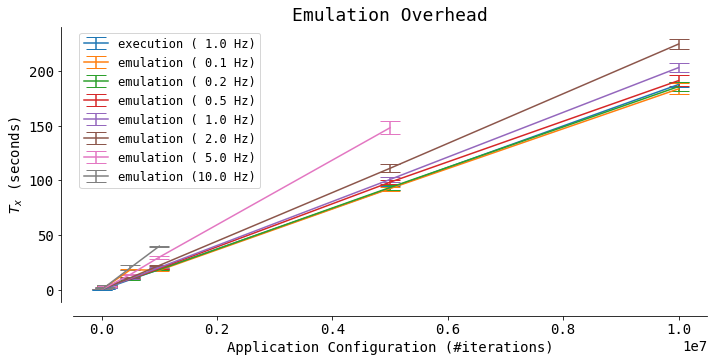 Emulation Overhead
execution ( 1.0 Hz)
emulation ( 0.1 Hz)
emulation ( 0.2 Hz)
emulation ( 0.5 Hz)
emulation ( 1.0 Hz)
emulation ( 2.0 Hz)
emulation ( 5.0 Hz)
emulation (10.0 Hz)
Tx (seconds)
200
150
100
50
0
0.0 0.2 0.4 0.6 0.8 1.0
1e7
Application Configuration (#iterations)